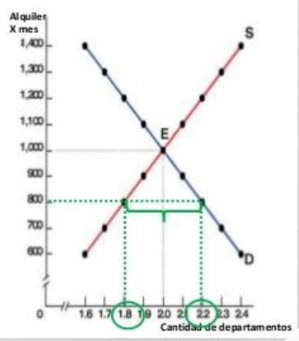 Alquiler
X mes
S
1,400
1,300
1,200
1,100
E
1,000
900
800
700
600
D
0
1.6 1.7 1.8 1.9 2.0 2.1 2.2 2.3 2.4
Cantidad de departamentos